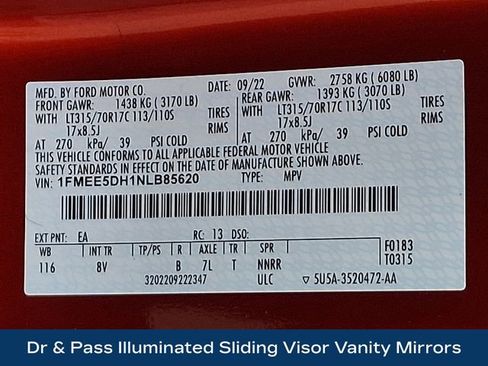 MFD. BY FORD MOTOR CO.
DATE: 09/22 GVWR: 2758 KG ( 6080 LB)
FRONT GAWR: 1438 KG ( 3170 LB) REAR GAWR: 1393 KG ( 3070 LB)
WITH LT315/70R17C 113/110S TIRES WITH LT315/70R17C 113/110S TIRES
17x8.5J RIMS 17x8.5J RIMS
AT 270 kPa/ 39 PSI COLD AT 270 kPa/ 39 PSI COLD
THIS VEHICLE CONFORMS TO ALL APPLICABLE FEDERAL MOTOR VEHICLE
SAFETY STANDARDS IN EFFECT ON THE DATE OF MANUFACTURE SHOWN ABOVE.
VIN: 1FMEE5DH1NLB85620 TYPE: MPV
EXT PNT: EA RC: 13 DSO:
WB INT TR TP/PS R AXLE TR SPR F0183
116 8V B 7L T NNRR T0315
3202209222347 ULC ▽ 5U5A-3520472-AA
Dr & Pass Illuminated Sliding Visor Vanity Mirrors